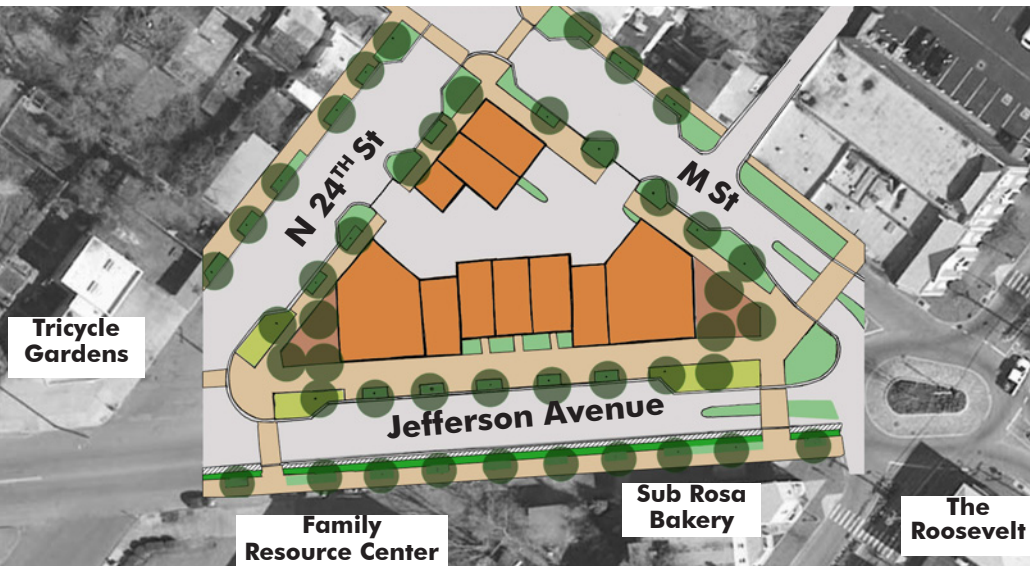 N 24TH St
M St
Tricycle
Gardens
Jefferson Avenue
Family
Resource Center
Sub Rosa
Bakery
The
Roosevelt